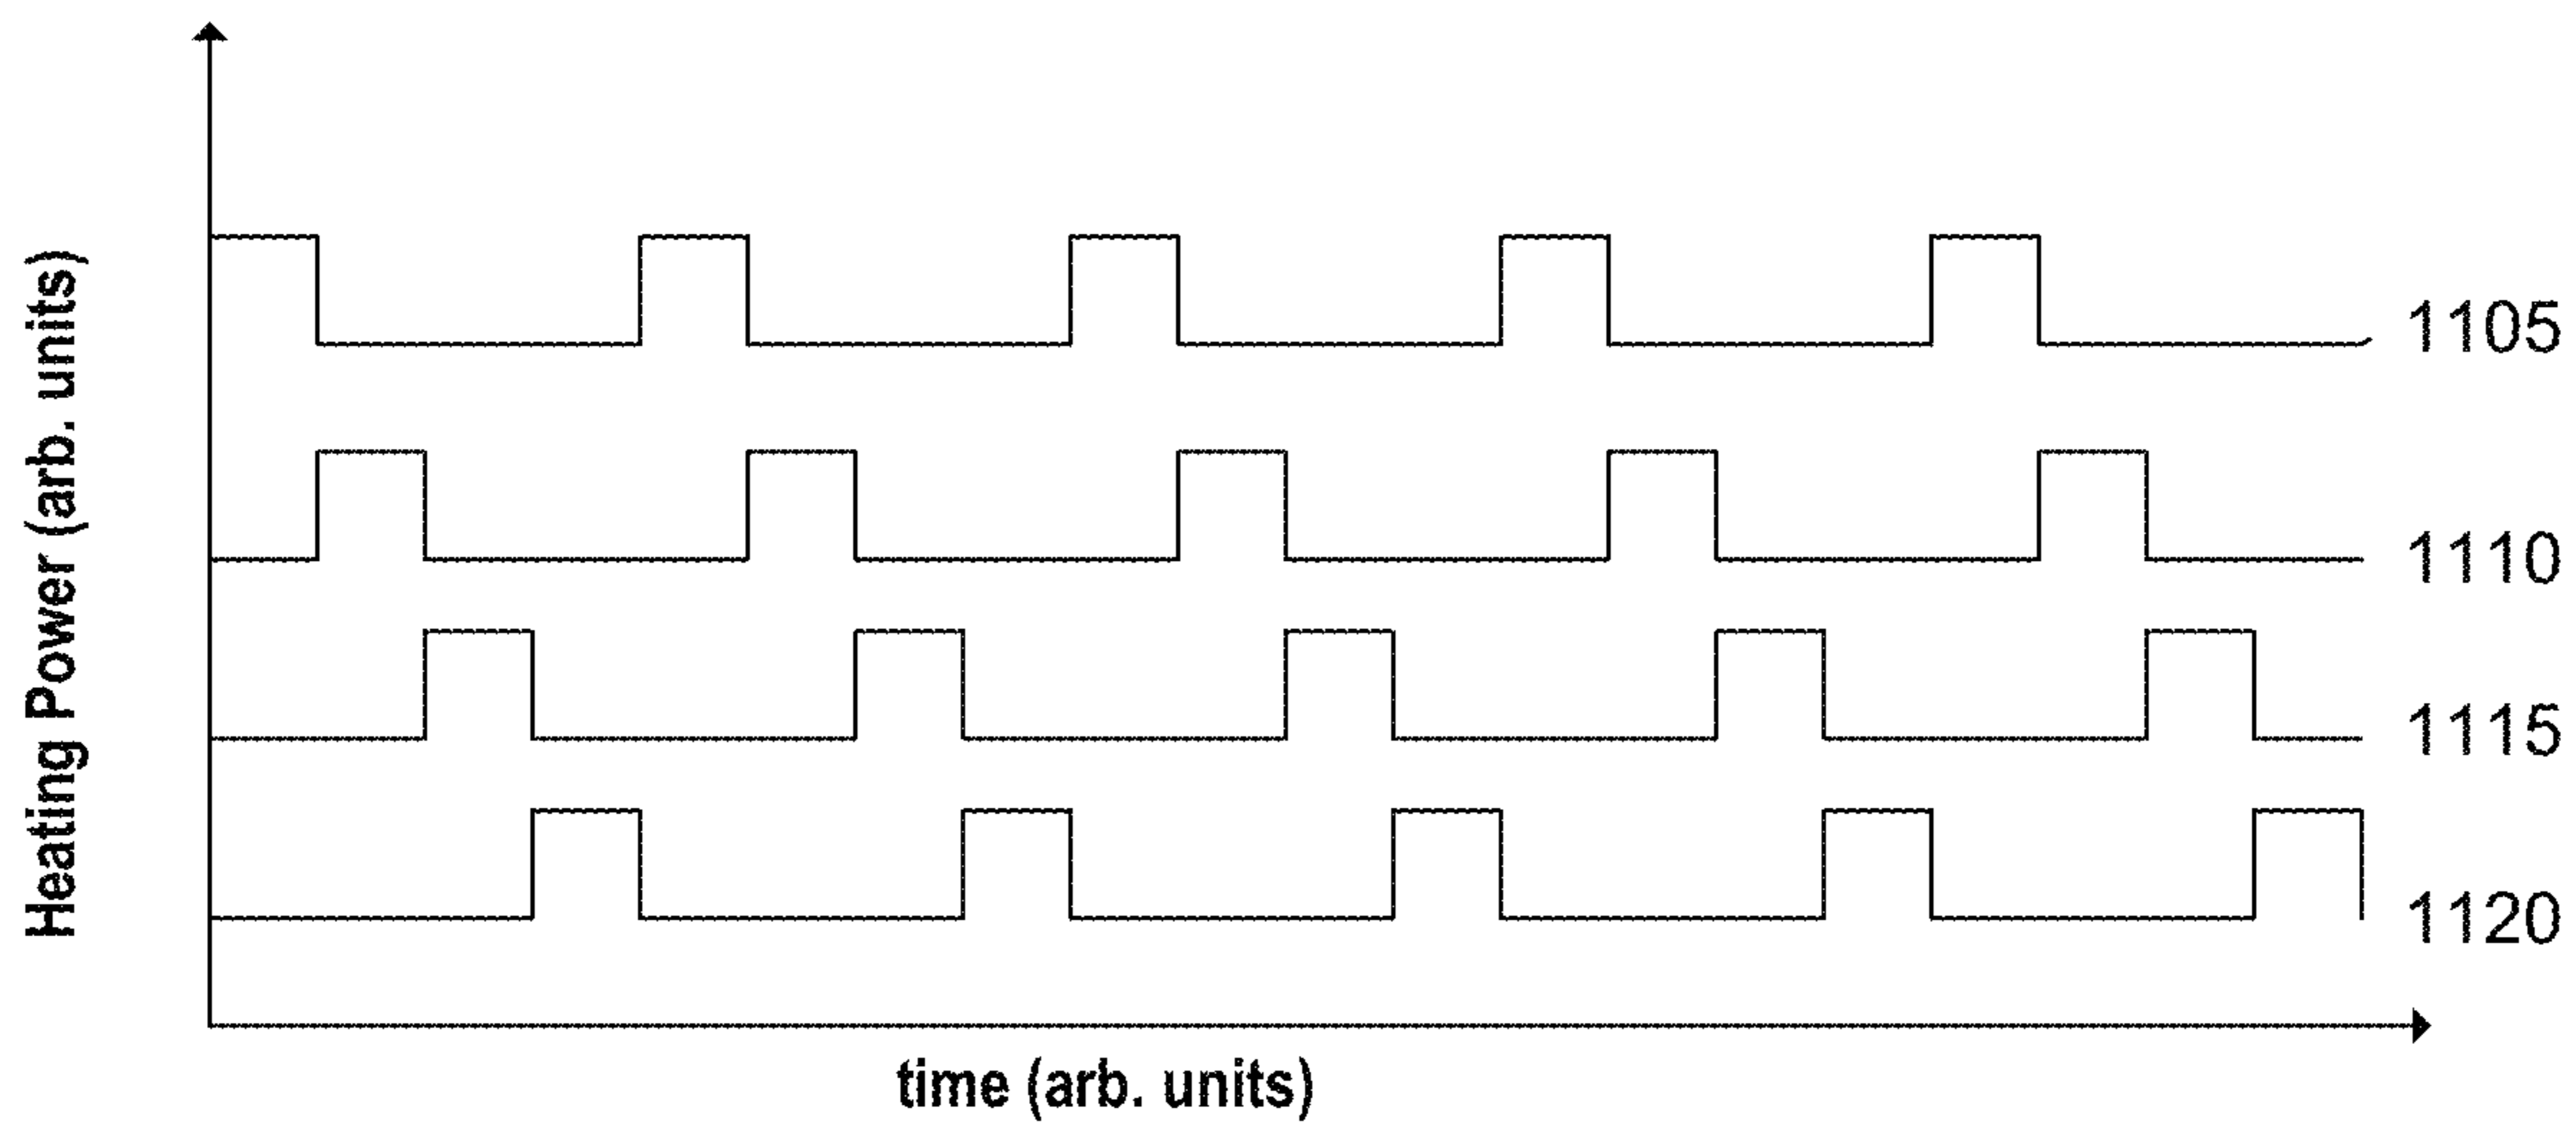 Heating Power (arb. units)
1105
1110
1115
1120
time (arb. units)